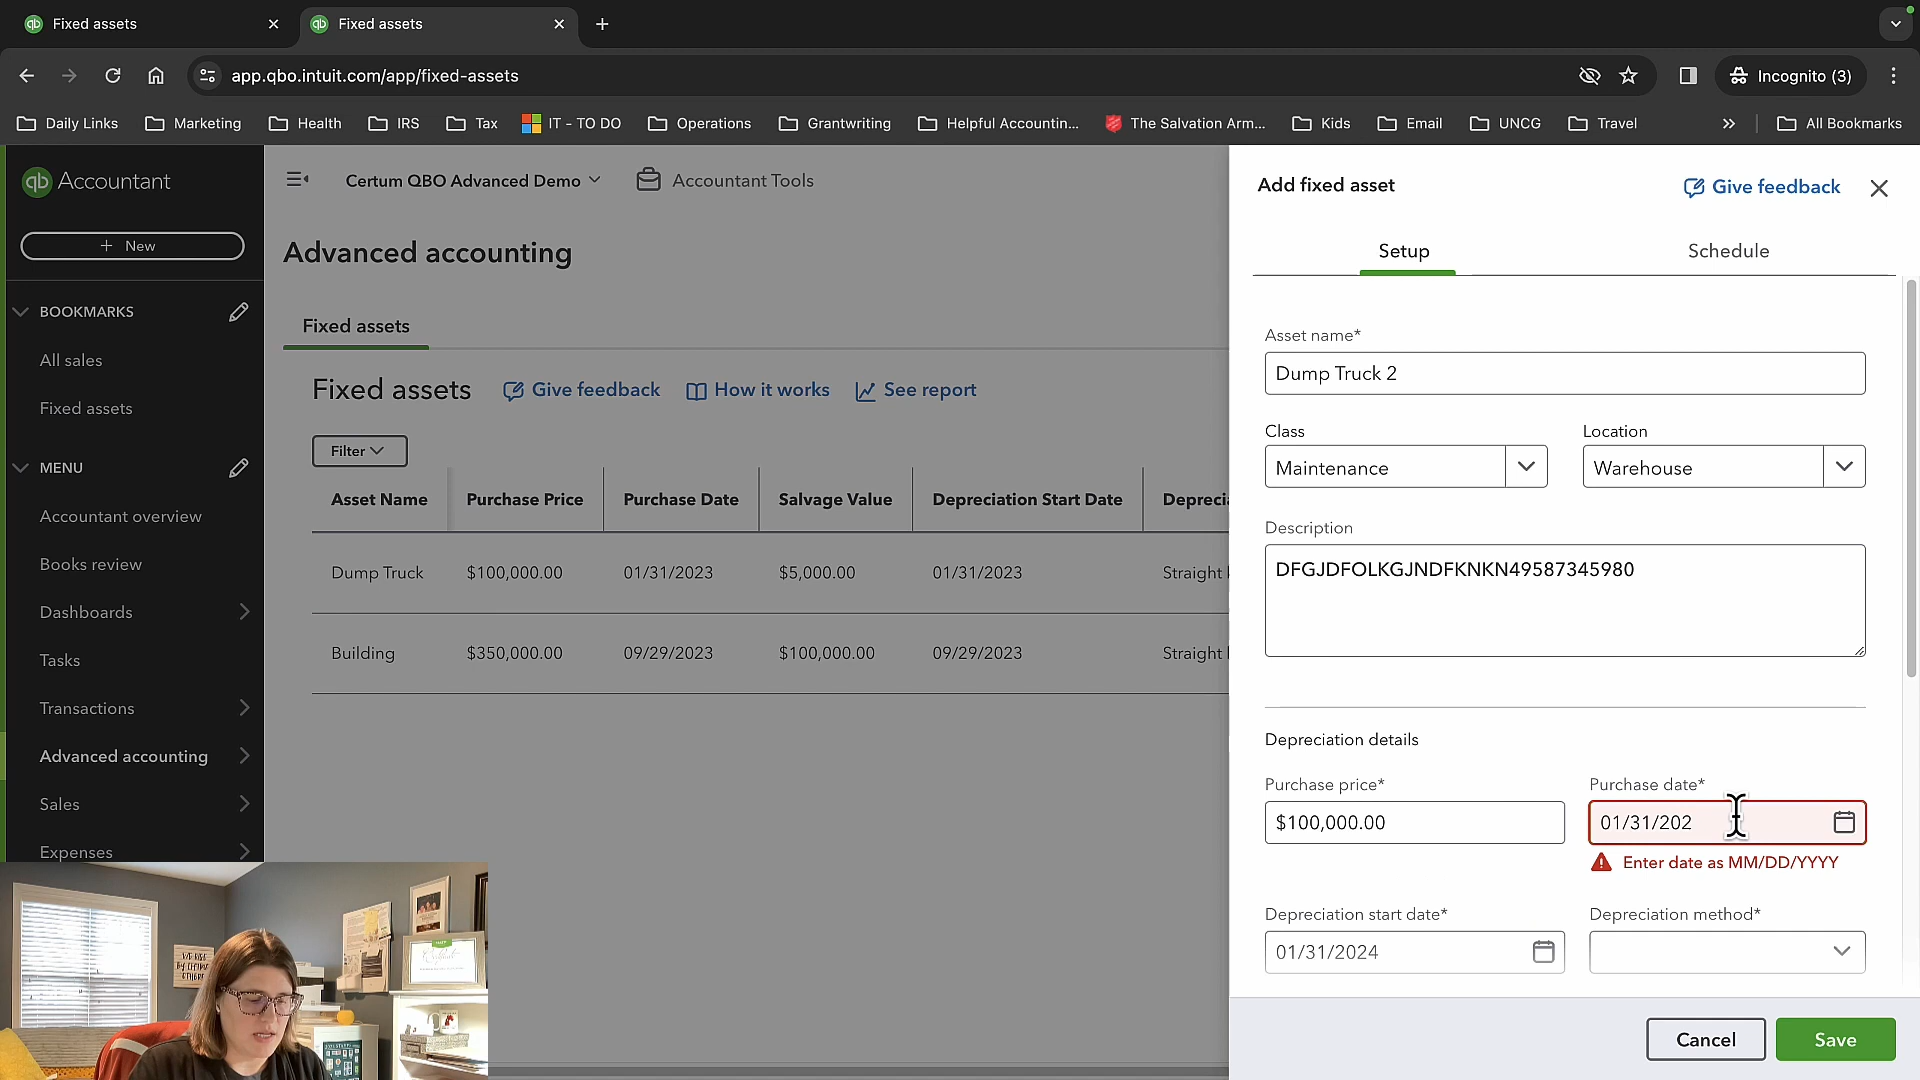 Fixed assets
Fixed assets
app.qbo.intuit.com/app/fixed-assets
Incognito (3)
Daily Links
Marketing
Health
IRS
Tax
IT - TO DO
Operations
Grantwriting
Helpful Accountin...
The Salvation Arm...
Kids
Email
UNCG
Travel
All Bookmarks
qb Accountant
+ New
BOOKMARKS
All sales
Fixed assets
MENU
Accountant overview
Books review
Dashboards
Tasks
Transactions
Advanced accounting
Sales
Expenses
Certum QBO Advanced Demo
Accountant Tools
Advanced accounting
Fixed assets
Fixed assets
Give feedback
How it works
See report
Filter
Asset Name Purchase Price Purchase Date Salvage Value Depreciation Start Date Depreci
Dump Truck $100,000.00 01/31/2023 $5,000.00 01/31/2023 Straight
Building $350,000.00 09/29/2023 $100,000.00 09/29/2023 Straight
Add fixed asset
Give feedback
Setup
Schedule
Asset name*
Dump Truck 2
Class
Maintenance
Location
Warehouse
Description
DFGJDFOLKGJNDFKNKN49587345980
Depreciation details
Purchase price*
$100,000.00
Purchase date*
01/31/202
Enter date as MM/DD/YYYY
Depreciation start date*
01/31/2024
Depreciation method*
Cancel
Save